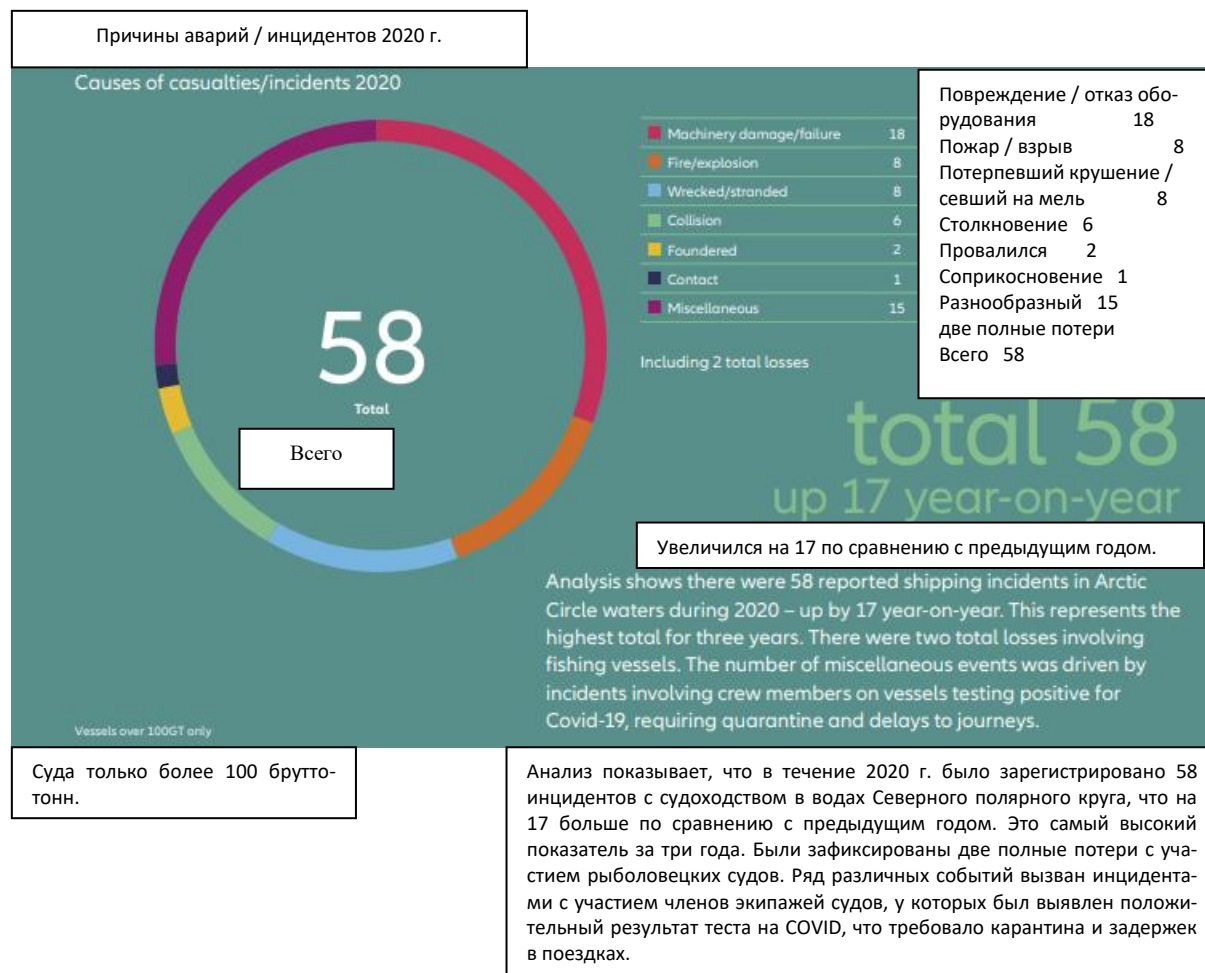 Причины аварий / инцидентов 2020 г.
Causes of casualties/incidents 2020
Machinery damage/failure 18
Fire/explosion 8
Wrecked/stranded 8
Collision 6
Foundered 2
Contact 1
Miscellaneous 15
Including 2 total losses
Повреждение / отказ обо-
рудования 18
Пожар / взрыв 8
Потерпевший крушение /
севший на мель 8
Столкновение 6
Провалился 2
Соприкосновение 1
Разнообразный 15
две полные потери
Всего 58
58
Total
Всего
total 58
up 17 year-on-year
Увеличился на 17 по сравнению с предыдущим годом.
Analysis shows there were 58 reported shipping incidents in Arctic
Circle waters during 2020 – up by 17 year-on-year. This represents the
highest total for three years. There were two total losses involving
fishing vessels. The number of miscellaneous events was driven by
incidents involving crew members on vessels testing positive for
Covid-19, requiring quarantine and delays to journeys.
Vessels over 100GT only
Суда только более 100 брутто-
тонн.
Анализ показывает, что в течение 2020 г. было зарегистрировано 58
инцидентов с судоходством в водах Северного полярного круга, что на
17 больше по сравнению с предыдущим годом. Это самый высокий
показатель за три года. Были зафиксированы две полные потери с уча-
стием рыболовецких судов. Ряд различных событий вызван инцидента-
ми с участием членов экипажей судов, у которых был выявлен положи-
тельный результат теста на COVID, что требовало карантина и задержек
в поездках.